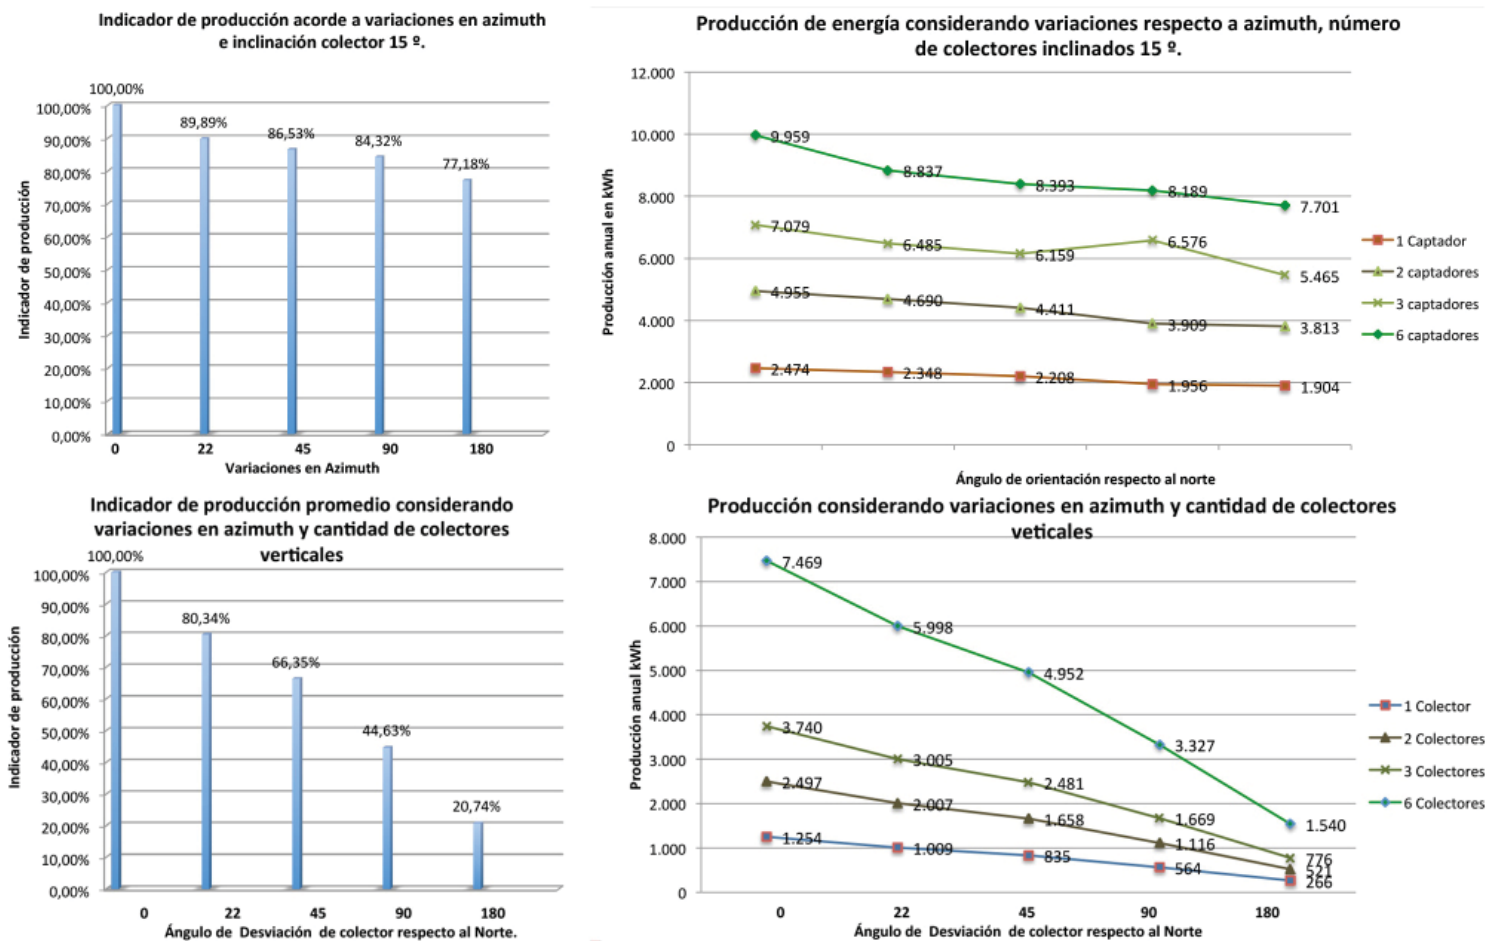 Indicador de producción acorde a variaciones en azimuth
e inclinación colector 15 º.
100,00%
100,00%
90,00%
80,00%
70,00%
60,00%
50,00%
40,00%
30,00%
20,00%
10,00%
0,00%
89,89%
86,53%
84,32%
77,18%
Indicador de producción
0 22 45 90 180
Variaciones en Azimuth
Producción de energía considerando variaciones respecto a azimuth, número
de colectores inclinados 15 º.
12.000
10.000
8.000
6.000
4.000
2.000
0
Producción anual en kWh
9.959 8.837 8.393 8.189 7.701
7.079 6.485 6.159 6.576 5.465
4.955 4.690 4.411 3.909 3.813
2.474 2.348 2.208 1.956 1.904
1 Captador
2 captadores
3 captadores
6 captadores
Ángulo de orientación respecto al norte
Indicador de producción promedio considerando
variaciones en azimuth y cantidad de colectores
verticales
100,00%
100,00%
90,00%
80,00%
70,00%
60,00%
50,00%
40,00%
30,00%
20,00%
10,00%
0,00%
80,34%
66,35%
44,63%
20,74%
Indicador de producción
0 22 45 90 180
Ángulo de Desviación de colector respecto al Norte.
Producción considerando variaciones en azimuth y cantidad de colectores
veticales
8.000
7.000
6.000
5.000
4.000
3.000
2.000
1.000
0
Producción anual kWh
7.469 5.998 4.952 3.327 1.540
3.740 3.005 2.481 1.669 776
2.497 2.007 1.658 1.116 521
1.254 1.009 835 564 266
1 Colector
2 Colectores
3 Colectores
6 Colectores
0 22 45 90 180
Ángulo de Desviación de colector respecto al Norte